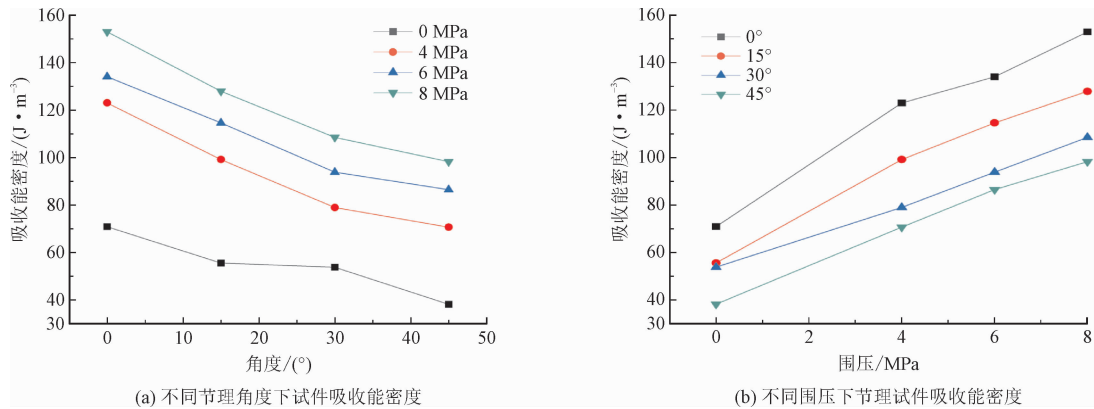 160
140
120
100
80
60
40
30
吸收能密度/(J·m⁻³)
0 MPa
4 MPa
6 MPa
8 MPa
0 10 20 30 40 50
角度/(°)
(a) 不同节理角度下试件吸收能密度
160
140
120
100
80
60
40
30
吸收能密度/(J·m⁻³)
0°
15°
30°
45°
0 2 4 6 8
围压/MPa
(b) 不同围压下节理试件吸收能密度